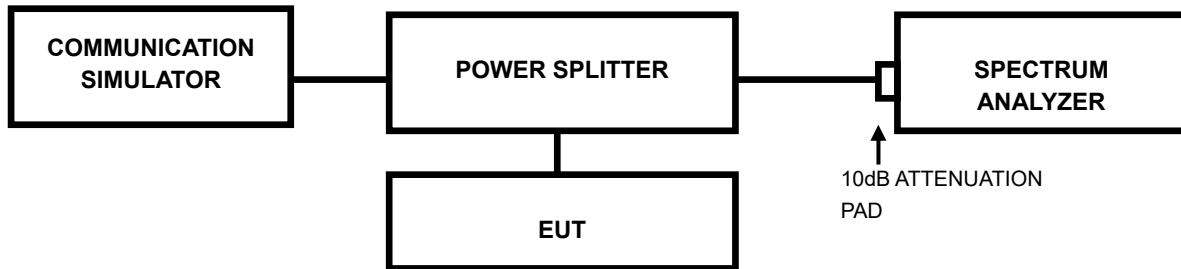 COMMUNICATION
SIMULATOR
POWER SPLITTER
SPECTRUM
ANALYZER
10dB ATTENUATION
PAD
EUT